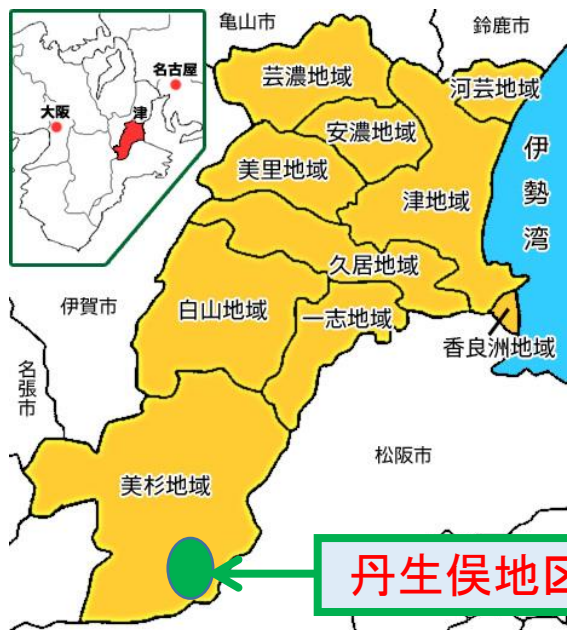 亀山市
鈴鹿市
名古屋
大阪
津
芸濃地域
河芸地域
安濃地域
美里地域
津地域
伊勢湾
久居地域
伊賀市
白山地域
一志地域
香良洲地域
名張市
松阪市
美杉地域
丹生俣地区